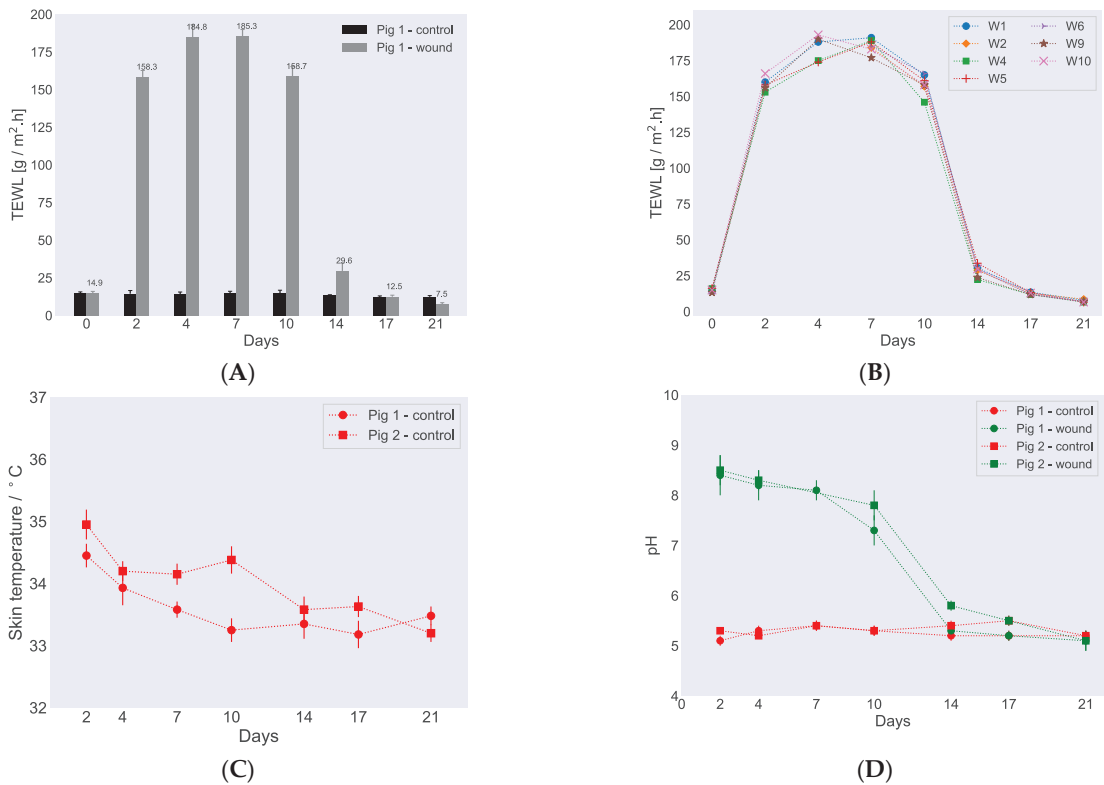 200
175
150
125
100
75
50
25
0
TEWL [g / m².h]
14.9
158.3
184.8
185.3
158.7
29.6
12.5
7.5
Pig 1 - control
Pig 1 - wound
0 2 4 7 10 14 17 21
Days
(A)
200
175
150
125
100
75
50
25
0
TEWL [g / m².h]
W1 W6
W2 W9
W4 W10
W5
0 2 4 7 10 14 17 21
Days
(B)
37
36
35
34
33
32
Skin temperature / °C
Pig 1 - control
Pig 2 - control
2 4 7 10 14 17 21
Days
(C)
10
9
8
7
6
5
4
pH
Pig 1 - control
Pig 1 - wound
Pig 2 - control
Pig 2 - wound
0 2 4 7 10 14 17 21
Days
(D)